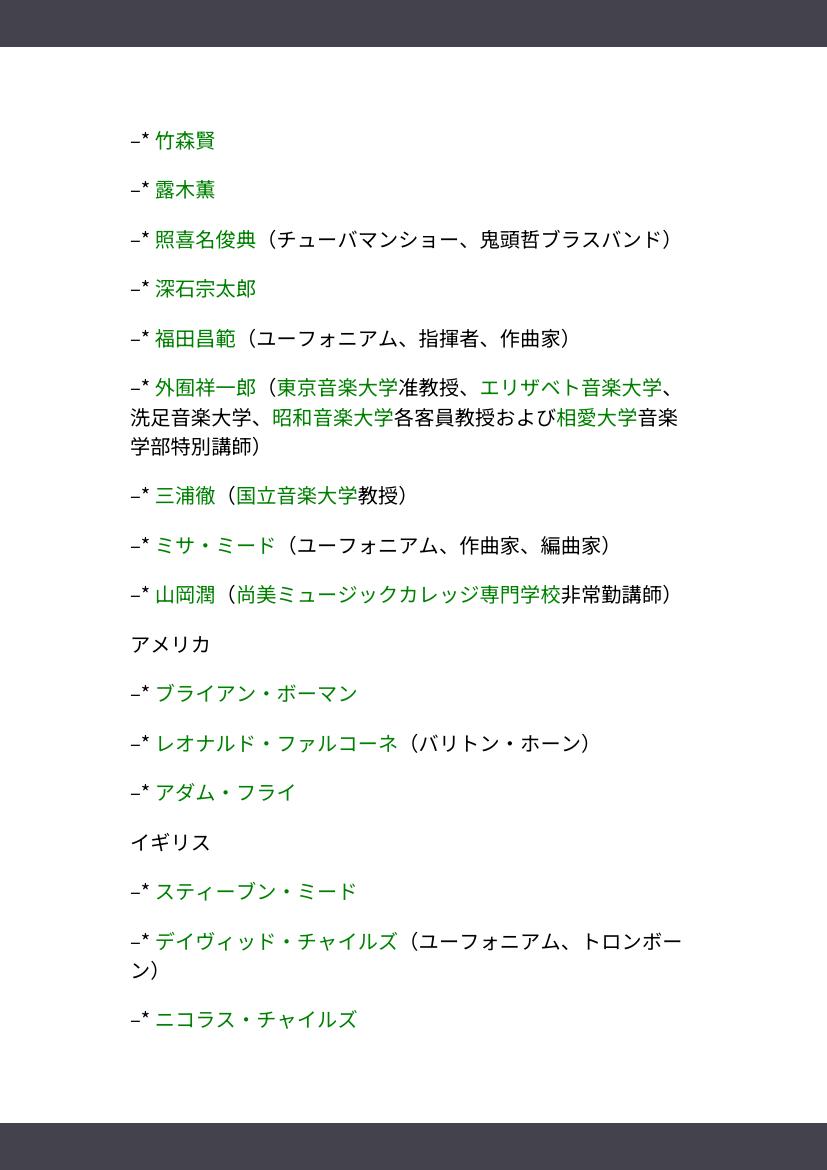 –* 竹森賢
–* 露木薫
–* 照喜名俊典（チューバマンショー、鬼頭哲ブラスバンド）
–* 深石宗太郎
–* 福田昌範（ユーフォニアム、指揮者、作曲家）
–* 外囿祥一郎（東京音楽大学准教授、エリザベト音楽大学、
洗足音楽大学、昭和音楽大学各客員教授および相愛大学音楽
学部特別講師）
–* 三浦徹（国立音楽大学教授）
–* ミサ・ミード（ユーフォニアム、作曲家、編曲家）
–* 山岡潤（尚美ミュージックカレッジ専門学校非常勤講師）
アメリカ
–* ブライアン・ボーマン
–* レオナルド・ファルコーネ（バリトン・ホーン）
–* アダム・フライ
イギリス
–* スティーブン・ミード
–* デイヴィッド・チャイルズ（ユーフォニアム、トロンボー
ン）
–* ニコラス・チャイルズ